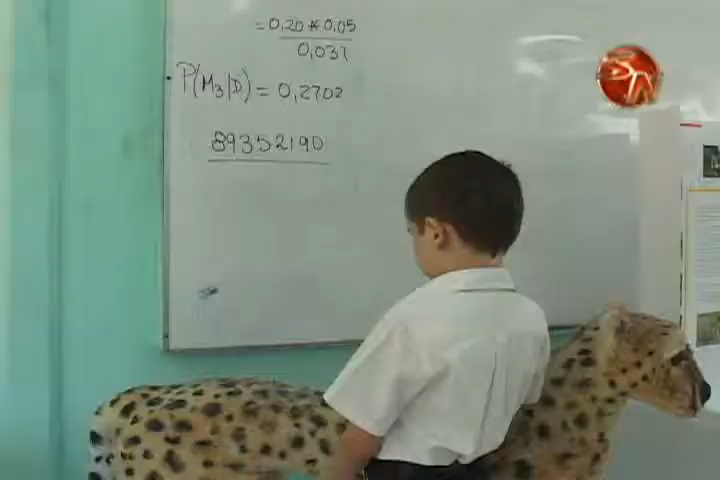 = 0,20 * 0,05
0,037
P(M₃|D) = 0,2702
89352190